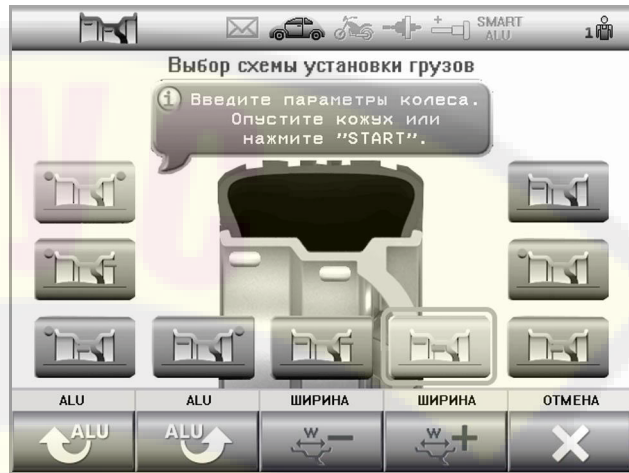 SMART
ALU
1
Выбор схемы установки грузов
i Введите параметры колеса.
Опустите кожух или
нажмите "START".
ALU ALU ШИРИНА ШИРИНА ОТМЕНА
ALU ALU W W